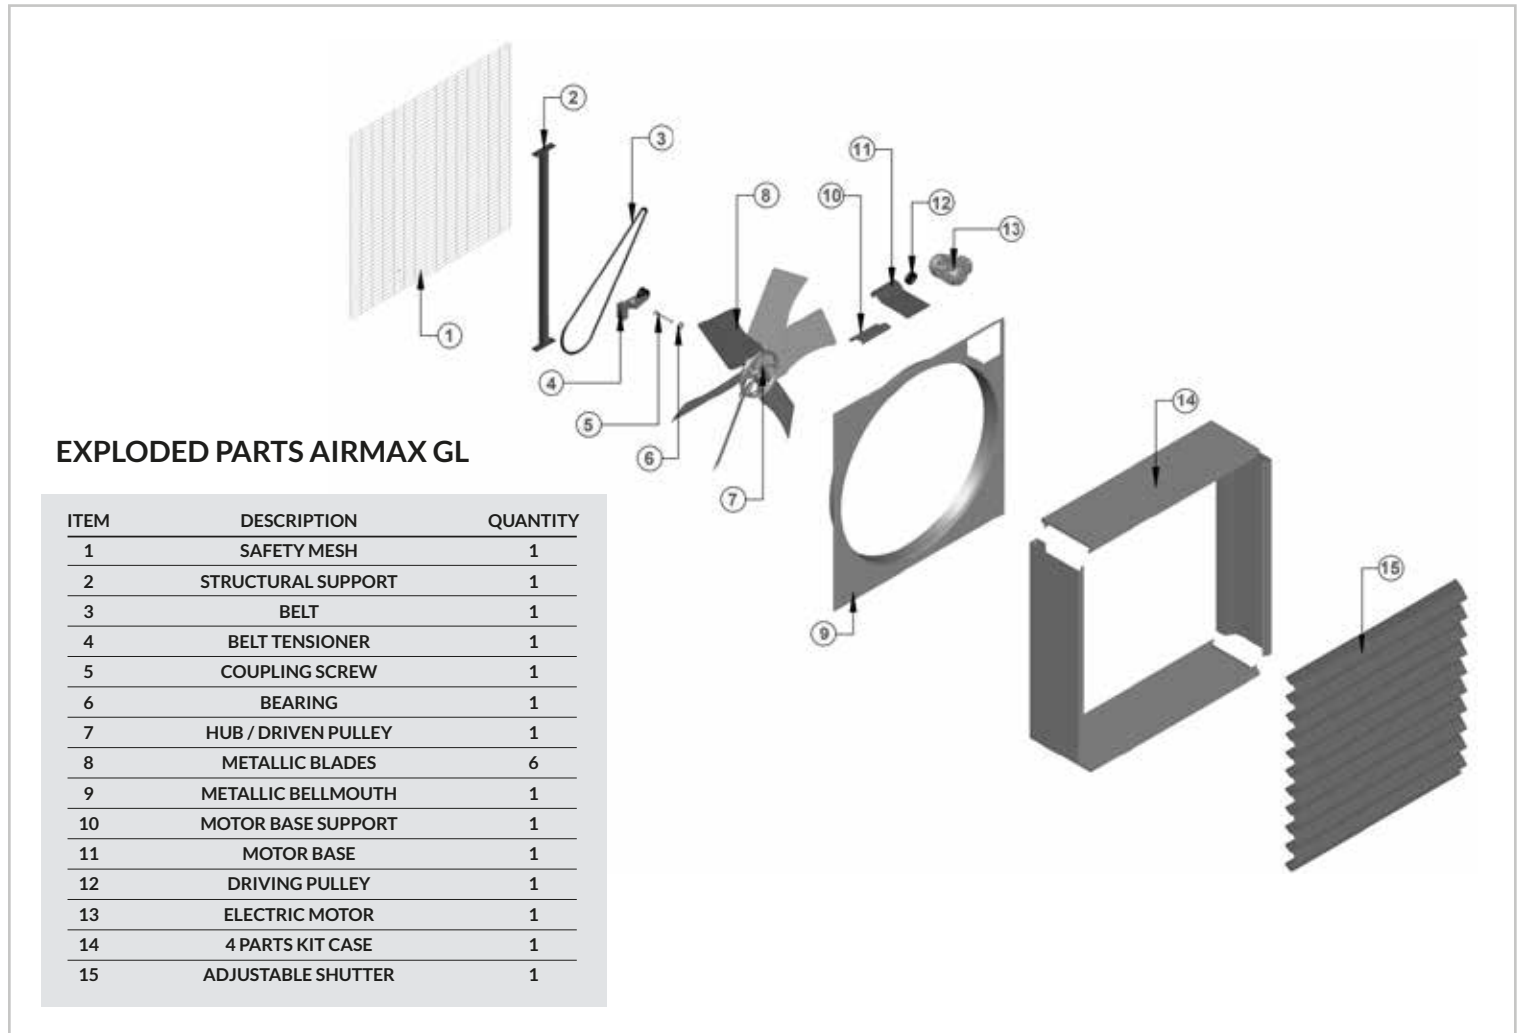 2
3
11
8
10
12
13
1
4
14
5
6
7
15
9
EXPLODED PARTS AIRMAX GL
ITEM DESCRIPTION QUANTITY
1 SAFETY MESH 1
2 STRUCTURAL SUPPORT 1
3 BELT 1
4 BELT TENSIONER 1
5 COUPLING SCREW 1
6 BEARING 1
7 HUB / DRIVEN PULLEY 1
8 METALLIC BLADES 6
9 METALLIC BELLMOUTH 1
10 MOTOR BASE SUPPORT 1
11 MOTOR BASE 1
12 DRIVING PULLEY 1
13 ELECTRIC MOTOR 1
14 4 PARTS KIT CASE 1
15 ADJUSTABLE SHUTTER 1